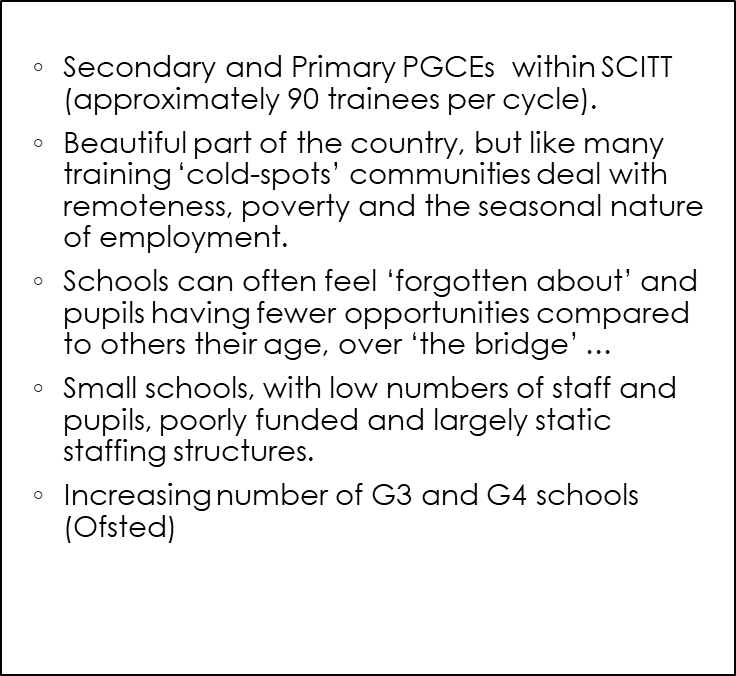 ◦ Secondary and Primary PGCEs within SCITT
(approximately 90 trainees per cycle).
◦ Beautiful part of the country, but like many
training ‘cold-spots’ communities deal with
remoteness, poverty and the seasonal nature
of employment.
◦ Schools can often feel ‘forgotten about’ and
pupils having fewer opportunities compared
to others their age, over ‘the bridge’ …
◦ Small schools, with low numbers of staff and
pupils, poorly funded and largely static
staffing structures.
◦ Increasing number of G3 and G4 schools
(Ofsted)